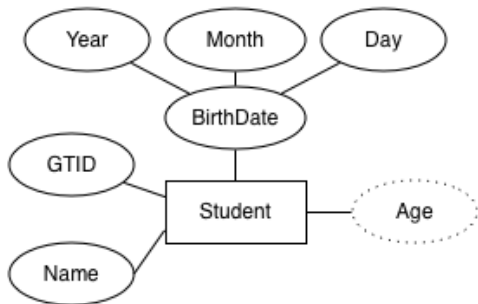 Year
Month
Day
BirthDate
GTID
Student
Age
Name